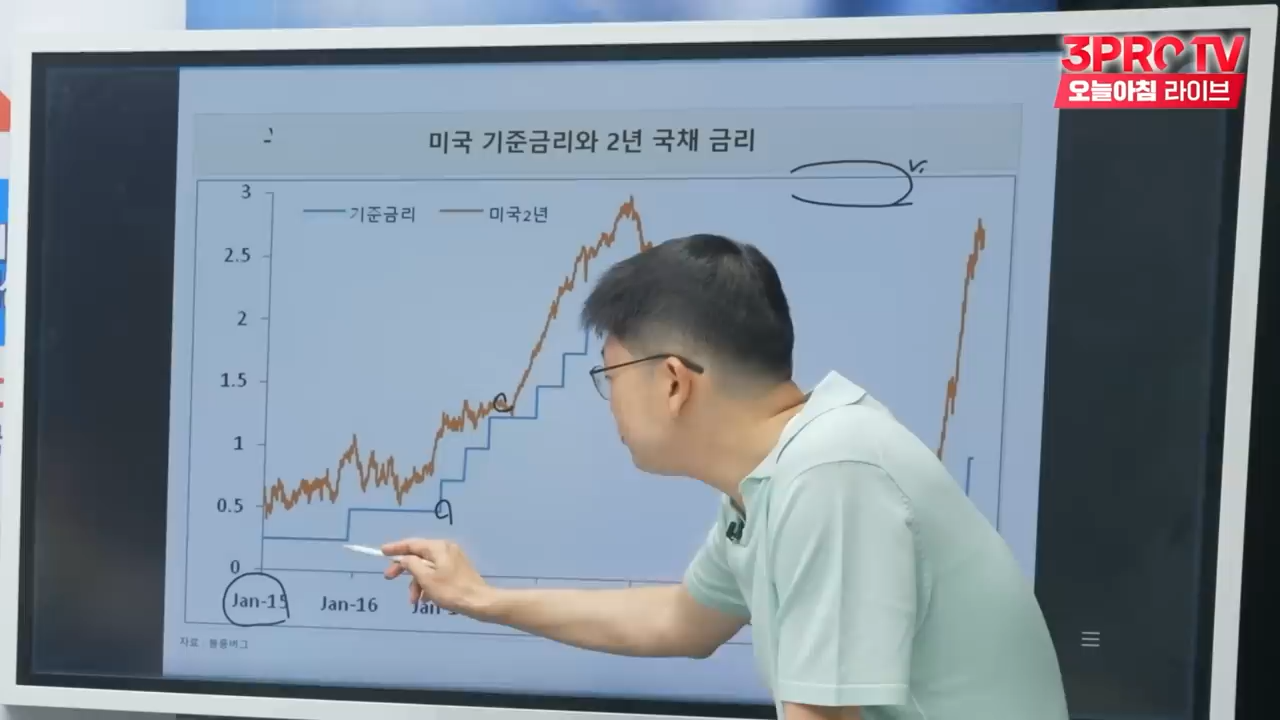 3PRO TV
오늘아침 라이브
미국 기준금리와 2년 국채 금리
3
기준금리
미국2년
2.5
2
1.5
1
0.5
0
Jan-15
Jan-16
자료 : 블룸버그